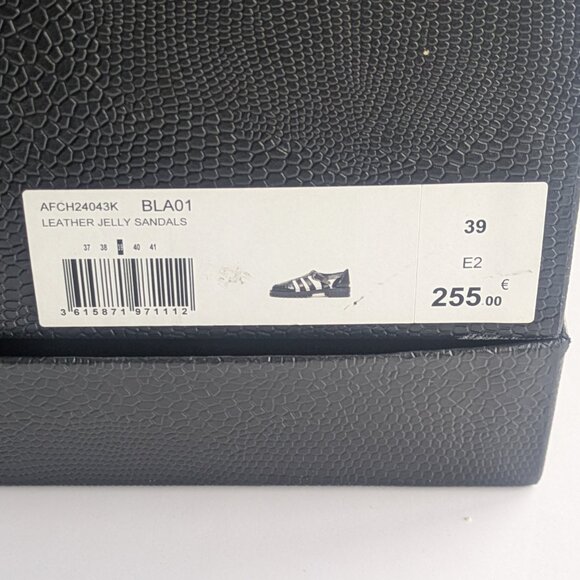 AFCH24043K BLA01
LEATHER JELLY SANDALS
37 38 39 40 41
3 615871 971112
39
E2
255.00 €